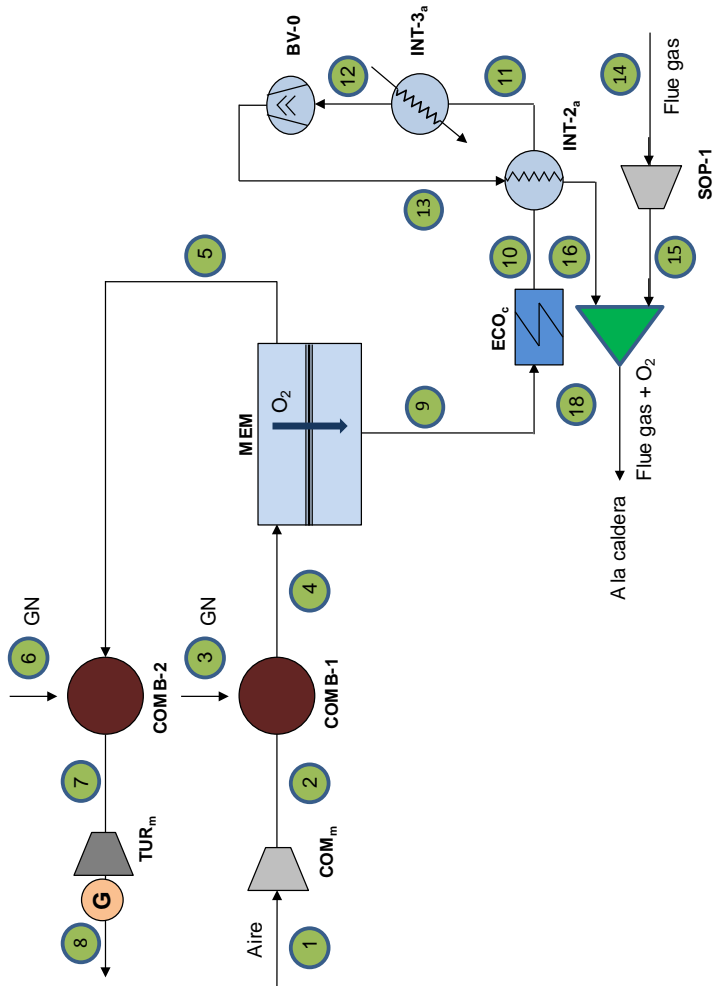 6
GN
8
G
7
TURₘ
COMB-2
3
GN
5
MEM
Aire
O₂
BV-0
1
2
4
COMₘ
COMB-1
12
INT-3ₐ
9
13
ECO꜀
10
11
18
16
INT-2ₐ
14
A la caldera
Flue gas + O₂
Flue gas
15
SOP-1